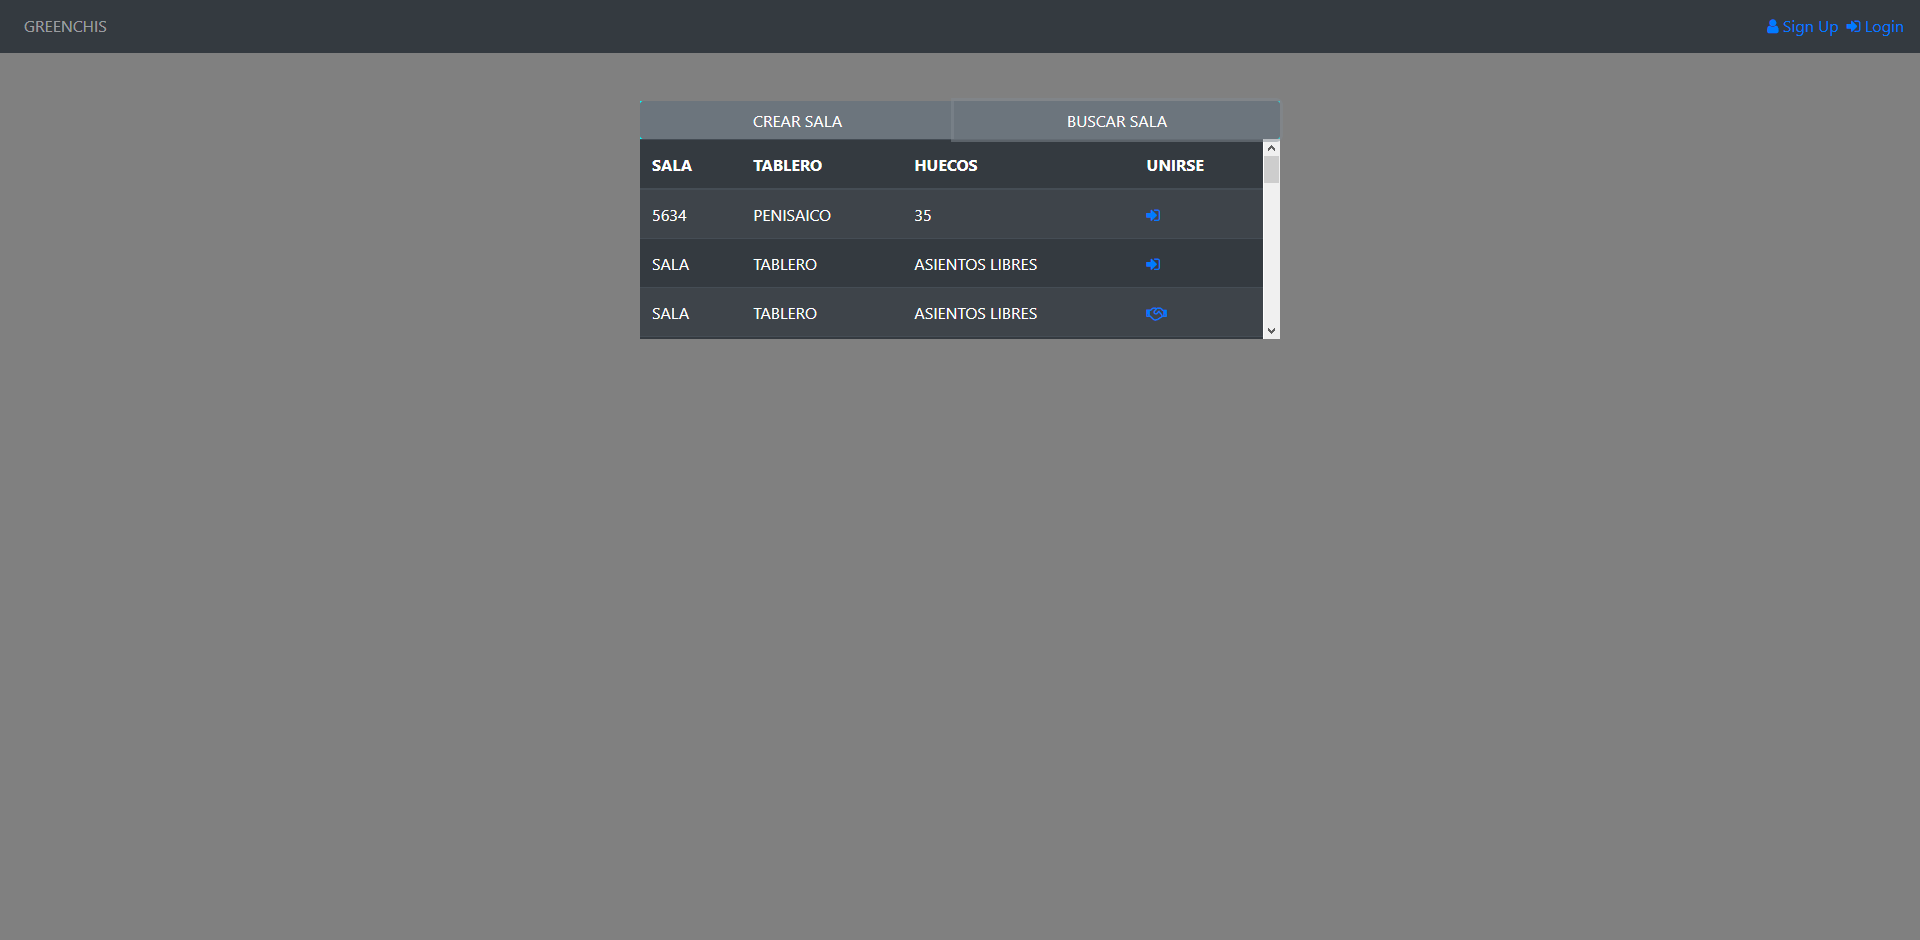 GREENCHIS Sign Up Login
CREAR SALA BUSCAR SALA
SALA TABLERO HUECOS UNIRSE
5634 PENISAICO 35
SALA TABLERO ASIENTOS LIBRES
SALA TABLERO ASIENTOS LIBRES